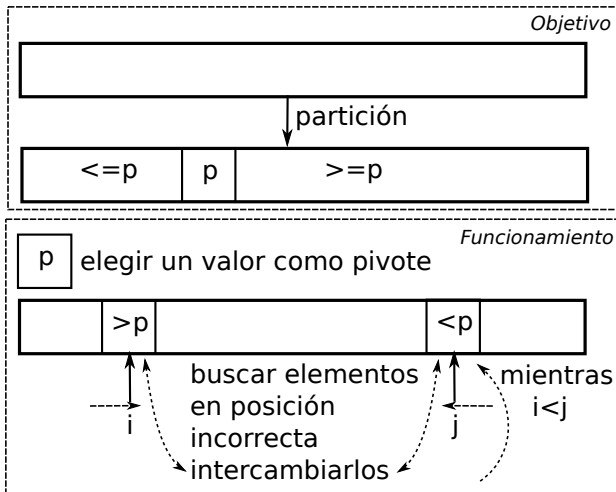 Objetivo
partición
<=p p >=p
Funcionamiento
p elegir un valor como pivote
>p <p
buscar elementos
en posición
incorrecta
intercambiarlos
i
j
mientras
i<j